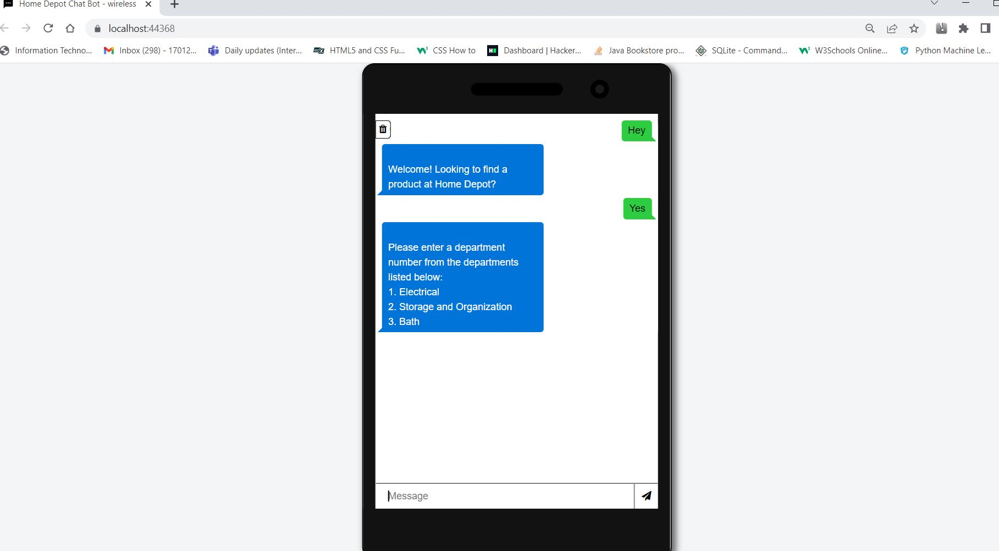 Home Depot Chat Bot - wireless
localhost:44368
Information Techno...
Inbox (298) - 17012...
Daily updates (Inter...
edX
HTML5 and CSS Fu...
CSS How to
H
Dashboard | Hacker...
Java Bookstore pro...
SQLite - Command...
W3Schools Online...
Python Machine Le...
Hey
Welcome! Looking to find a
product at Home Depot?
Yes
Please enter a department
number from the departments
listed below:
1. Electrical
2. Storage and Organization
3. Bath
Message